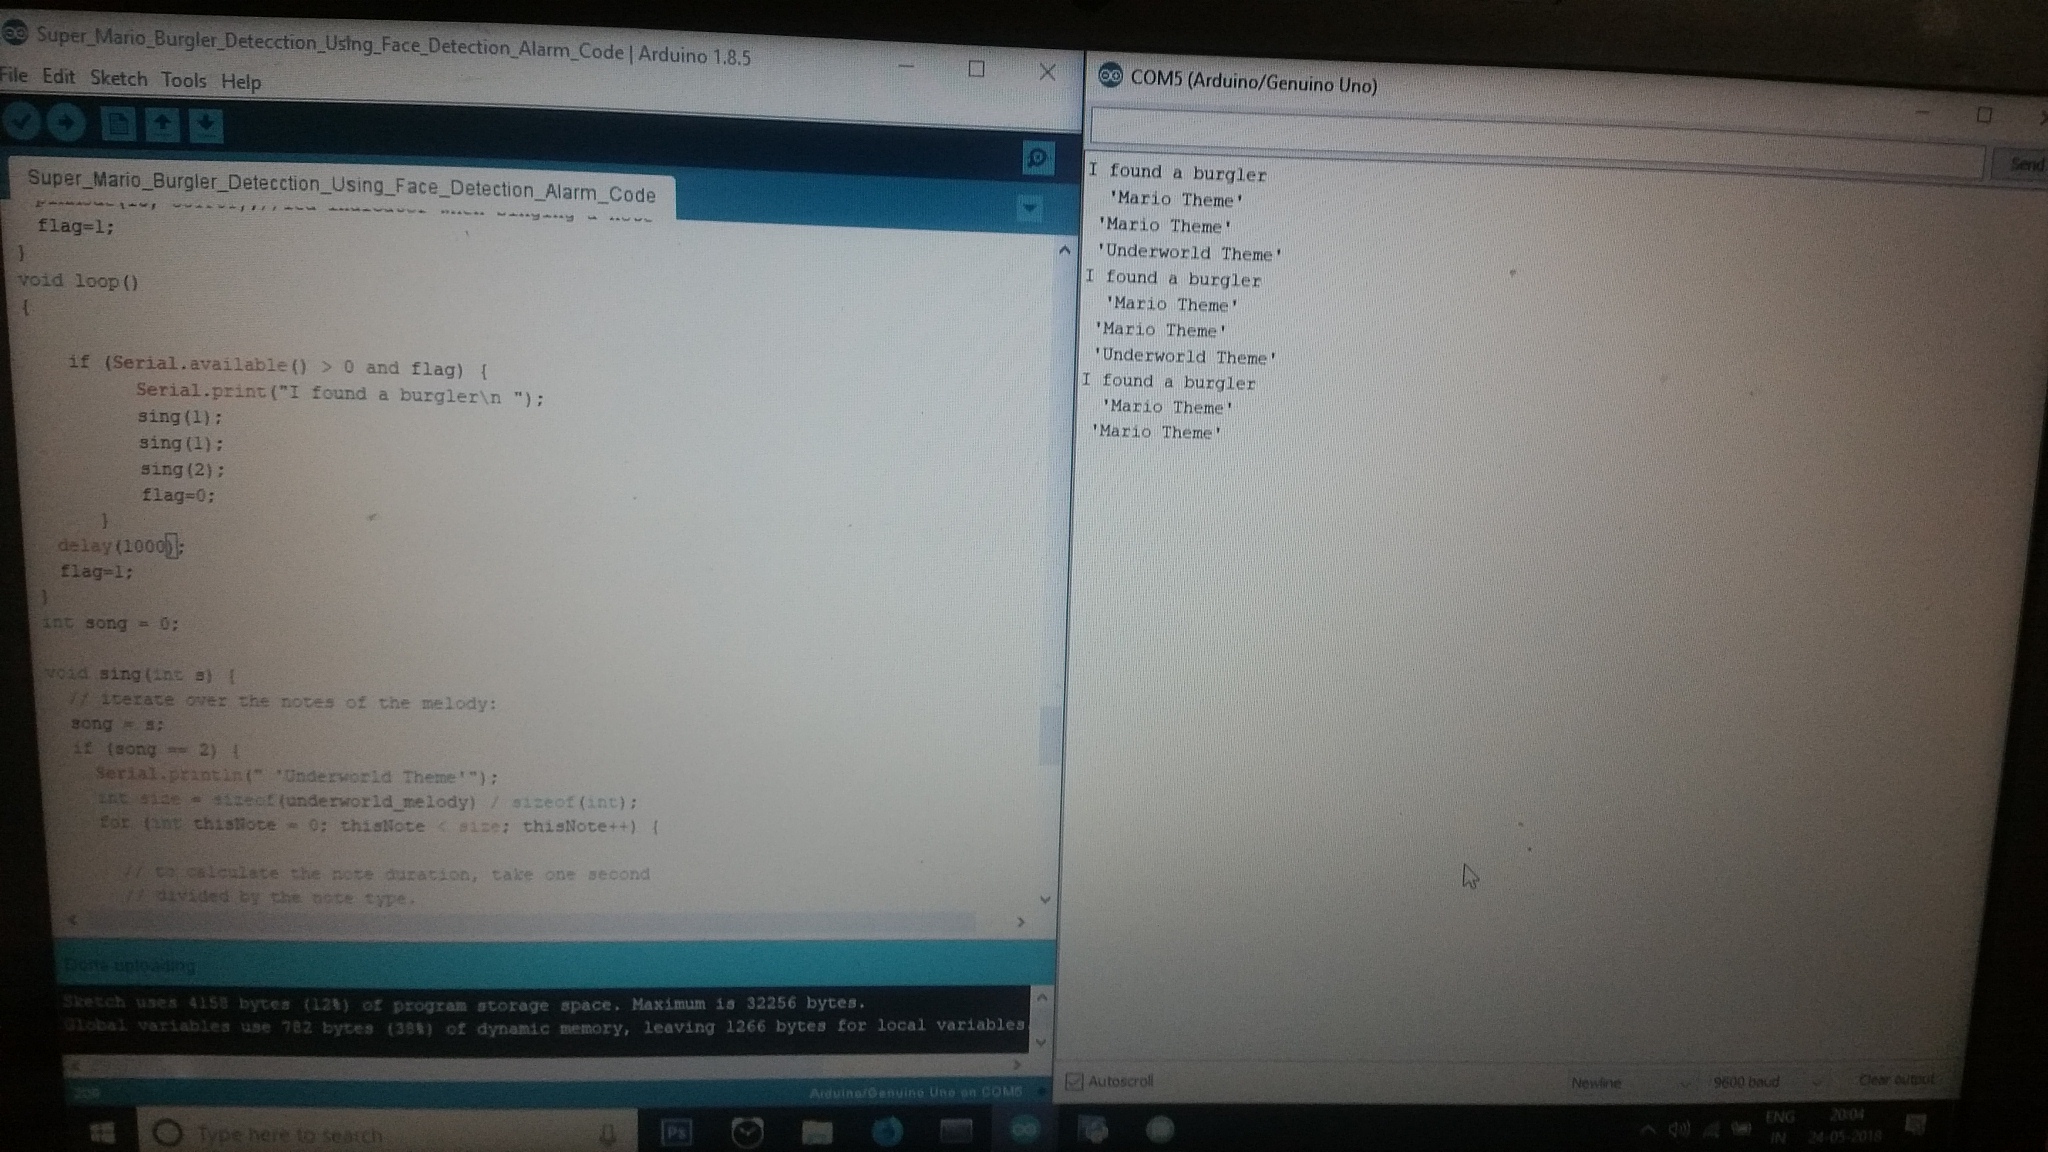 Super_Mario_Burgler_Detecction_Using_Face_Detection_Alarm_Code | Arduino 1.8.5
File Edit Sketch Tools Help
Super_Mario_Burgler_Detecction_Using_Face_Detection_Alarm_Code
flag=1;
}
void loop()
{
if (Serial.available() > 0 and flag) {
Serial.print("I found a burgler\n ");
sing(1);
sing(1);
sing(2);
flag=0;
}
delay(1000);
flag=1;
}
int song = 0;
void sing(int s) {
// iterate over the notes of the melody:
song = s;
if (song == 2) {
Serial.println(" 'Underworld Theme'");
int size = sizeof(underworld_melody) / sizeof(int);
for (int thisNote = 0; thisNote < size; thisNote++) {
// to calculate the note duration, take one second
// divided by the note type.
Done uploading
Sketch uses 4158 bytes (12%) of program storage space. Maximum is 32256 bytes.
Global variables use 782 bytes (38%) of dynamic memory, leaving 1266 bytes for local variables
Arduino/Genuino Uno on COM5
COM5 (Arduino/Genuino Uno)
Send
I found a burgler
'Mario Theme'
'Mario Theme'
'Underworld Theme'
I found a burgler
'Mario Theme'
'Mario Theme'
'Underworld Theme'
I found a burgler
'Mario Theme'
'Mario Theme'
Autoscroll
Newline
9600 baud
Clear output
Type here to search
Ps
ENG
IN
20:04
24-05-2018